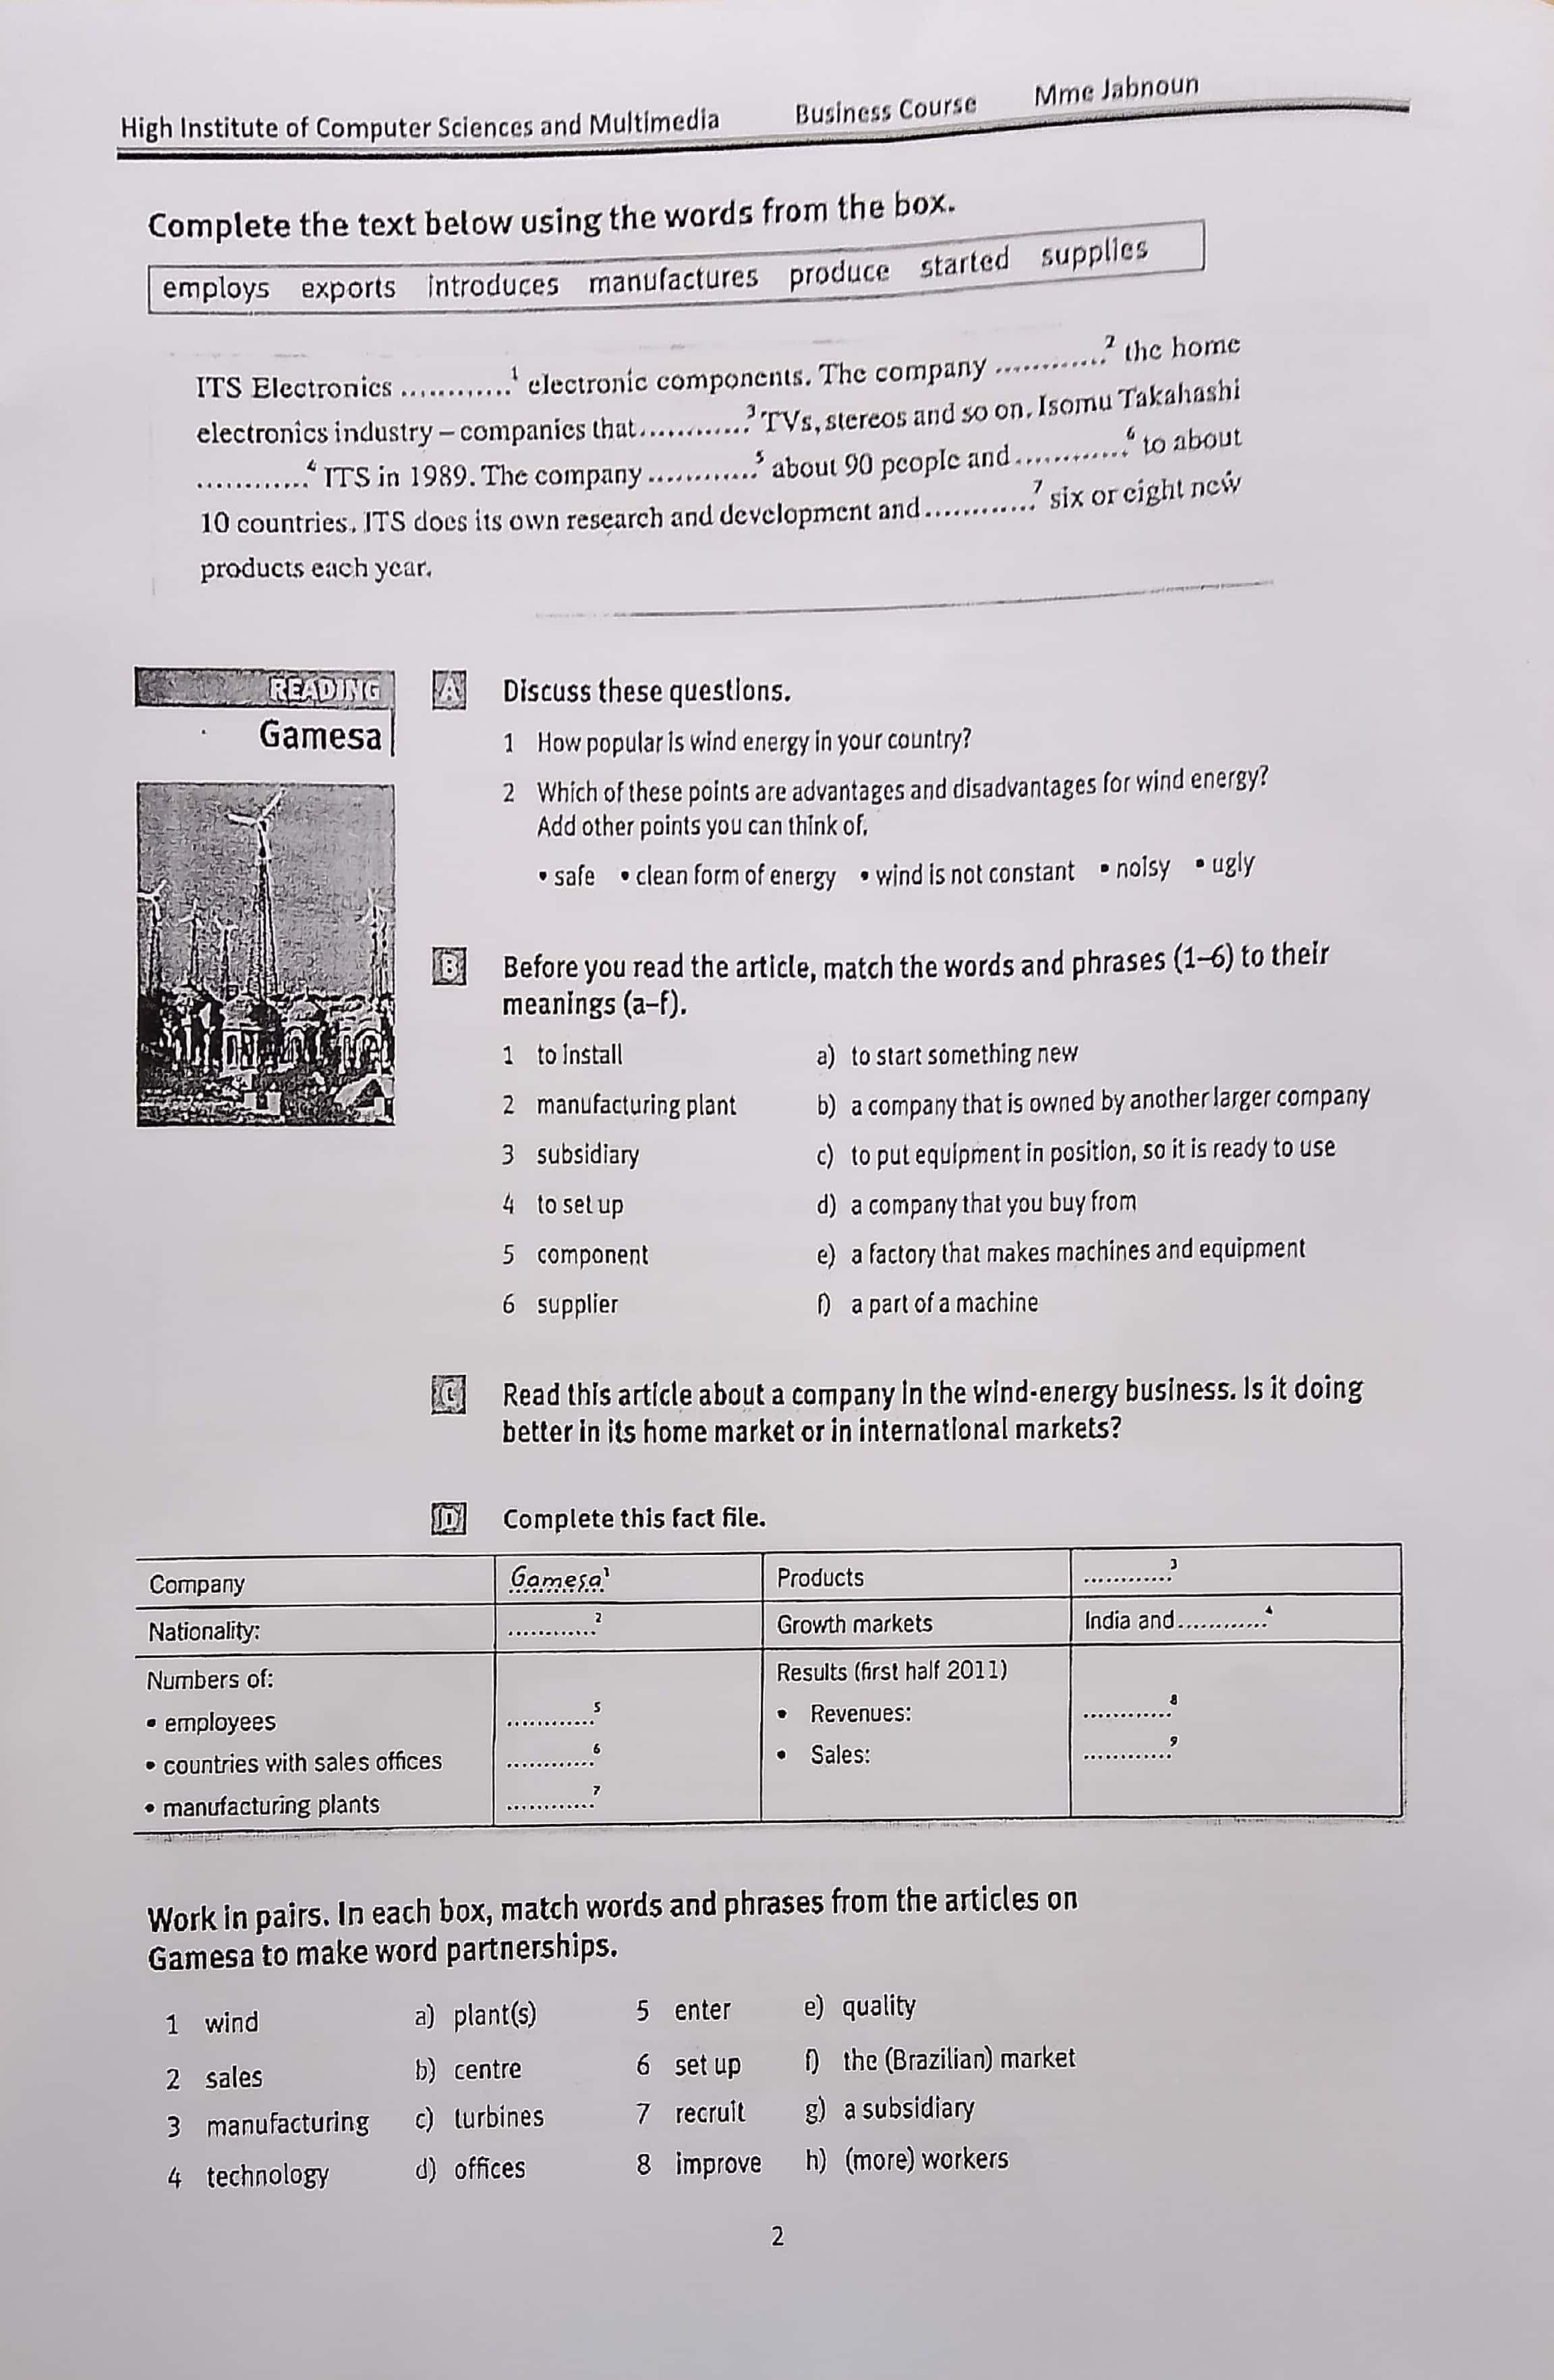 High Institute of Computer Sciences and Multimedia Business Course Mme Jabnoun
Complete the text below using the words from the box.
employs exports introduces manufactures produce started supplies
ITS Electronics ............¹ electronic components. The company ............² the home
electronics industry – companies that ............³ TVs, stereos and so on. Isomu Takahashi
............⁴ ITS in 1989. The company ............⁵ about 90 people and ............⁶ to about
10 countries. ITS does its own research and development and ............⁷ six or eight new
products each year.
READING
Gamesa
A Discuss these questions.
1 How popular is wind energy in your country?
2 Which of these points are advantages and disadvantages for wind energy?
Add other points you can think of.
• safe • clean form of energy • wind is not constant • noisy • ugly
B Before you read the article, match the words and phrases (1–6) to their
meanings (a–f).
1 to install a) to start something new
2 manufacturing plant b) a company that is owned by another larger company
3 subsidiary c) to put equipment in position, so it is ready to use
4 to set up d) a company that you buy from
5 component e) a factory that makes machines and equipment
6 supplier f) a part of a machine
C Read this article about a company in the wind-energy business. Is it doing
better in its home market or in international markets?
D Complete this fact file.
Company Gamesa¹ Products ............³
Nationality: ............² Growth markets India and ............⁴
Numbers of: Results (first half 2011)
• employees ............⁵ • Revenues: ............⁸
• countries with sales offices ............⁶ • Sales: ............⁹
• manufacturing plants ............⁷
Work in pairs. In each box, match words and phrases from the articles on
Gamesa to make word partnerships.
1 wind a) plant(s) 5 enter e) quality
2 sales b) centre 6 set up f) the (Brazilian) market
3 manufacturing c) turbines 7 recruit g) a subsidiary
4 technology d) offices 8 improve h) (more) workers
2